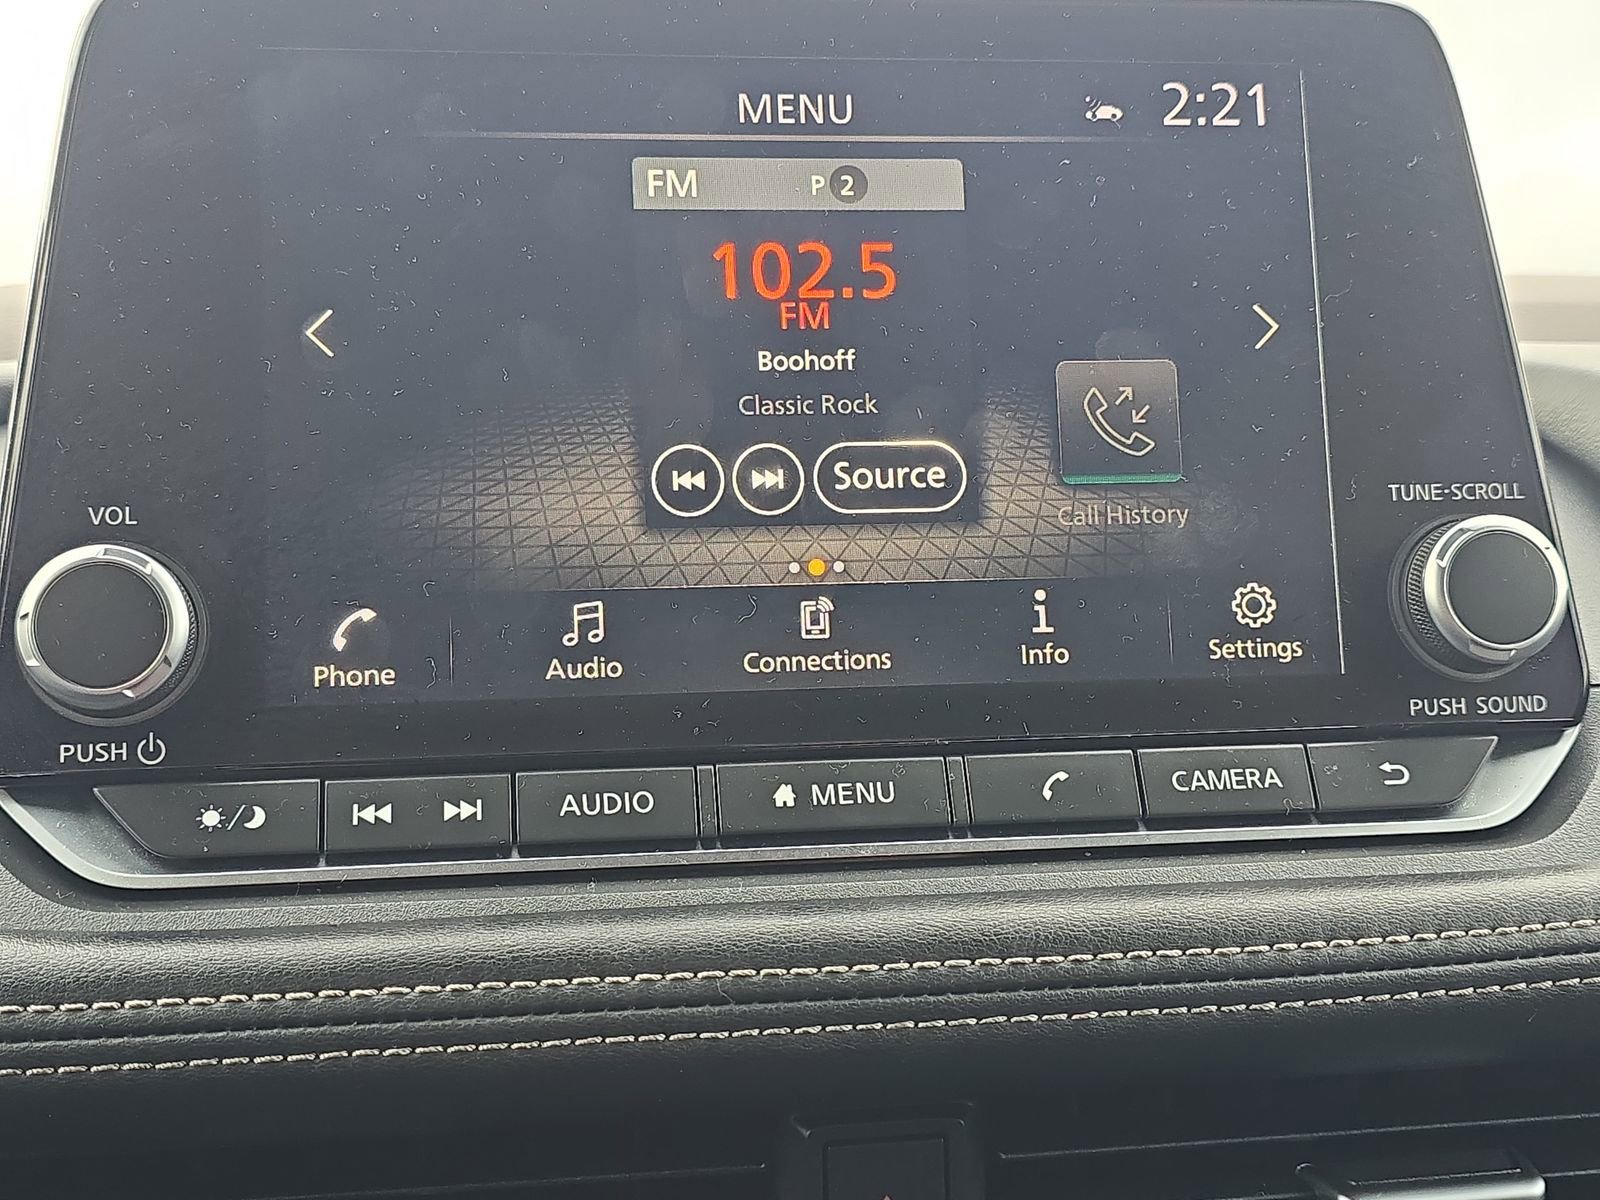 MENU
2:21
FM P 2
102.5
FM
Boohoff
Classic Rock
Source
Call History
VOL
TUNE·SCROLL
Phone
Audio
Connections
Info
Settings
PUSH
PUSH SOUND
AUDIO
MENU
CAMERA